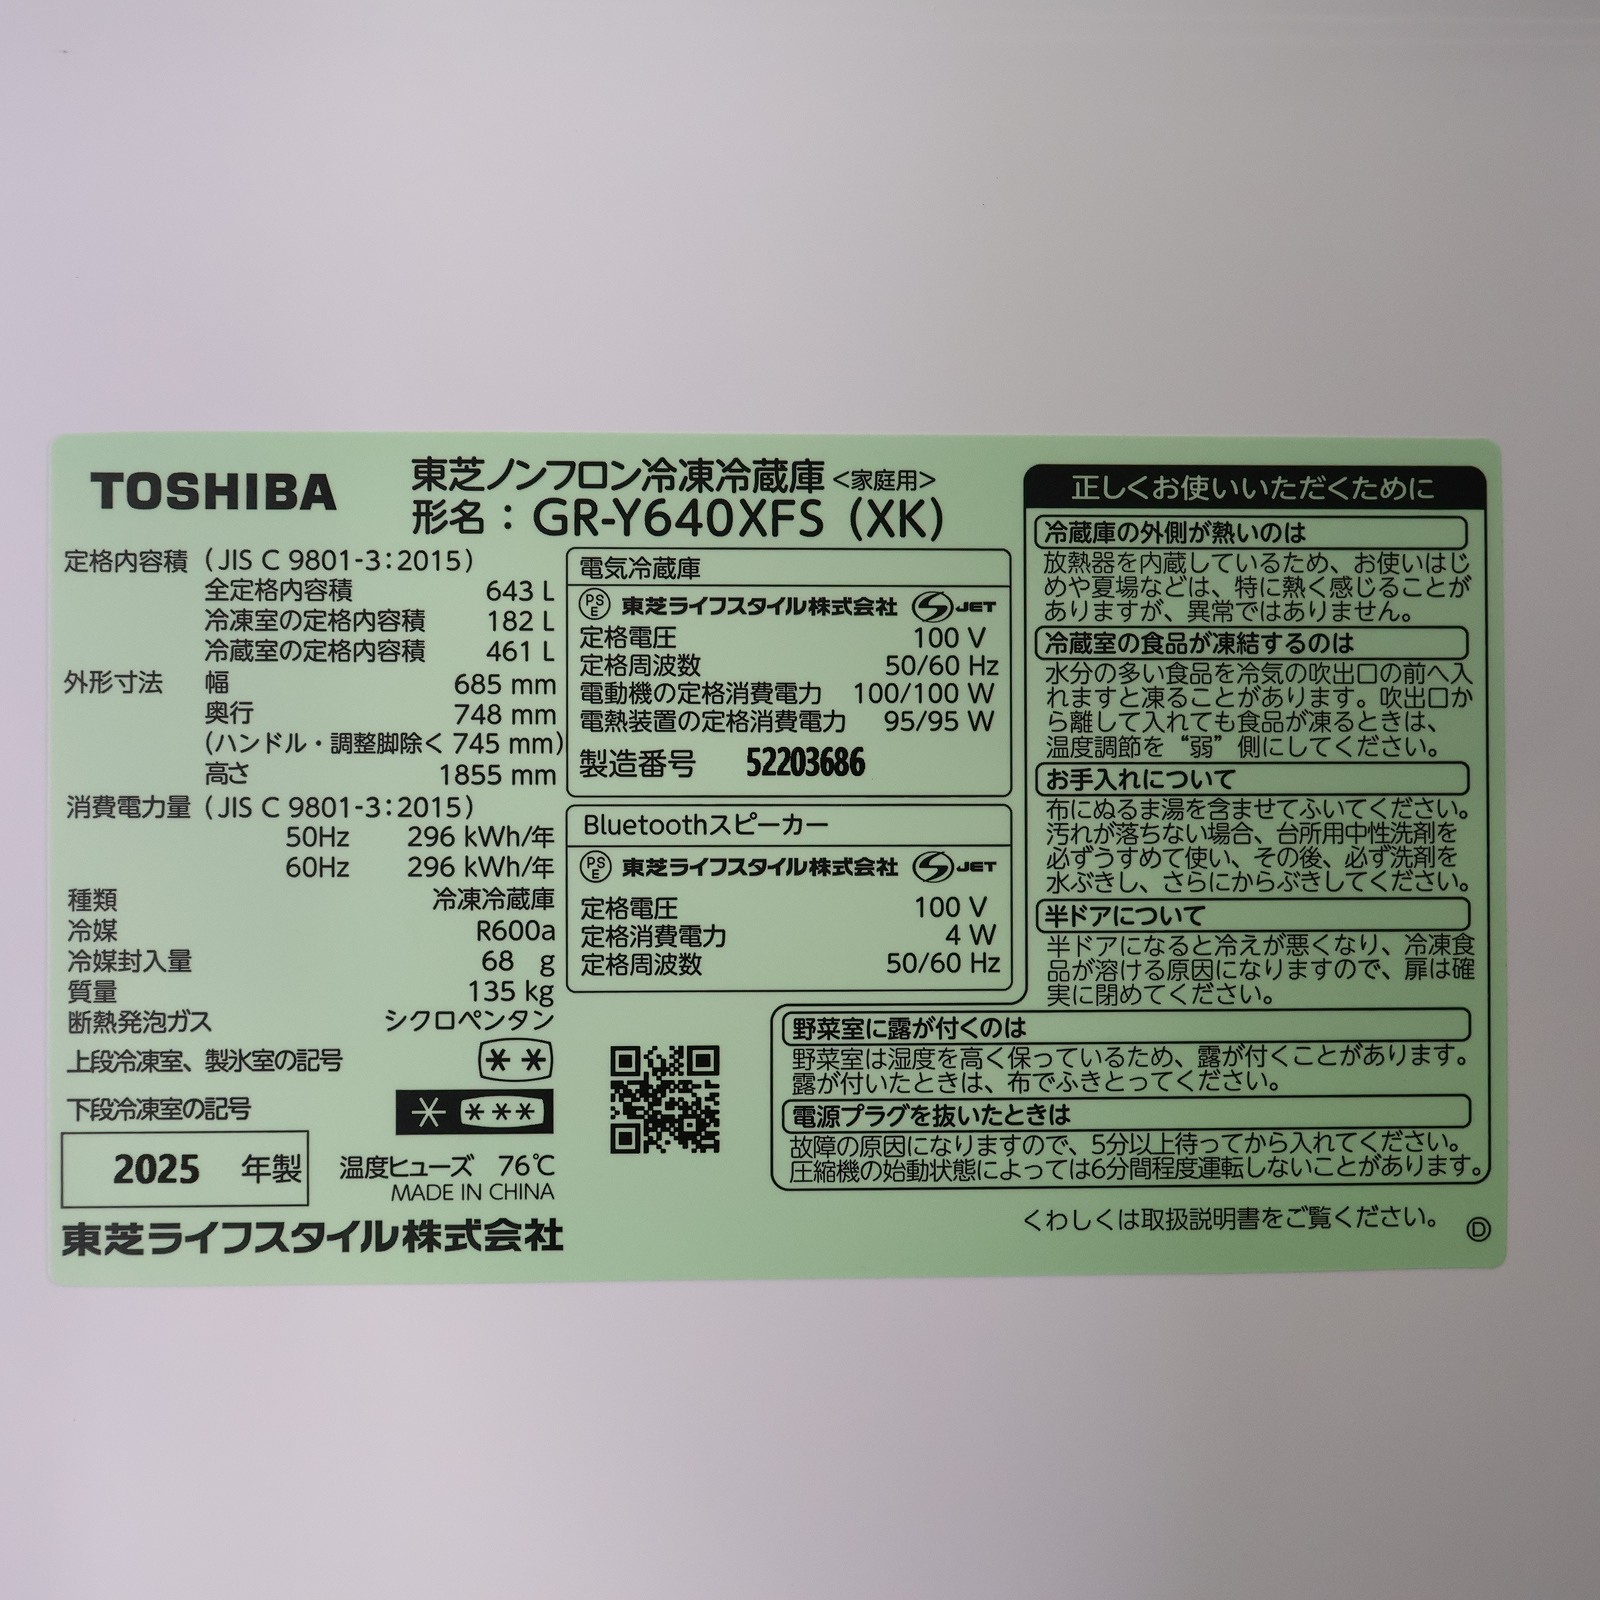 TOSHIBA
東芝ノンフロン冷凍冷蔵庫<家庭用>
形名：GR-Y640XFS (XK)
定格内容積 (JIS C 9801-3:2015)
全定格内容積 643 L
冷凍室の定格内容積 182 L
冷蔵室の定格内容積 461 L
外形寸法 幅 685 mm
奥行 748 mm
(ハンドル・調整脚除く 745 mm)
高さ 1855 mm
消費電力量 (JIS C 9801-3:2015)
50Hz 296 kWh/年
60Hz 296 kWh/年
種類 冷凍冷蔵庫
冷媒 R600a
冷媒封入量 68 g
質量 135 kg
断熱発泡ガス シクロペンタン
上段冷凍室、製氷室の記号 **
下段冷凍室の記号 * ***
2025 年製
温度ヒューズ 76℃
MADE IN CHINA
東芝ライフスタイル株式会社
電気冷蔵庫
PSE 東芝ライフスタイル株式会社 S JET
定格電圧 100 V
定格周波数 50/60 Hz
電動機の定格消費電力 100/100 W
電熱装置の定格消費電力 95/95 W
製造番号 52203686
Bluetoothスピーカー
PSE 東芝ライフスタイル株式会社 S JET
定格電圧 100 V
定格消費電力 4 W
定格周波数 50/60 Hz
正しくお使いいただくために
冷蔵庫の外側が熱いのは
放熱器を内蔵しているため、お使いはじ
めや夏場などは、特に熱く感じることが
ありますが、異常ではありません。
冷蔵室の食品が凍結するのは
水分の多い食品を冷気の吹出口の前へ入
れますと凍ることがあります。吹出口か
ら離して入れても食品が凍るときは、
温度調節を“弱”側にしてください。
お手入れについて
布にぬるま湯を含ませてふいてください。
汚れが落ちない場合、台所用中性洗剤を
必ずうすめて使い、その後、必ず洗剤を
水ぶきし、さらにからぶきしてください。
半ドアについて
半ドアになると冷えが悪くなり、冷凍食
品が溶ける原因になりますので、扉は確
実に閉めてください。
野菜室に露が付くのは
野菜室は湿度を高く保っているため、露が付くことがあります。
露が付いたときは、布でふきとってください。
電源プラグを抜いたときは
故障の原因になりますので、5分以上待ってから入れてください。
圧縮機の始動状態によっては6分間程度運転しないことがあります。
くわしくは取扱説明書をご覧ください。
Ⓓ